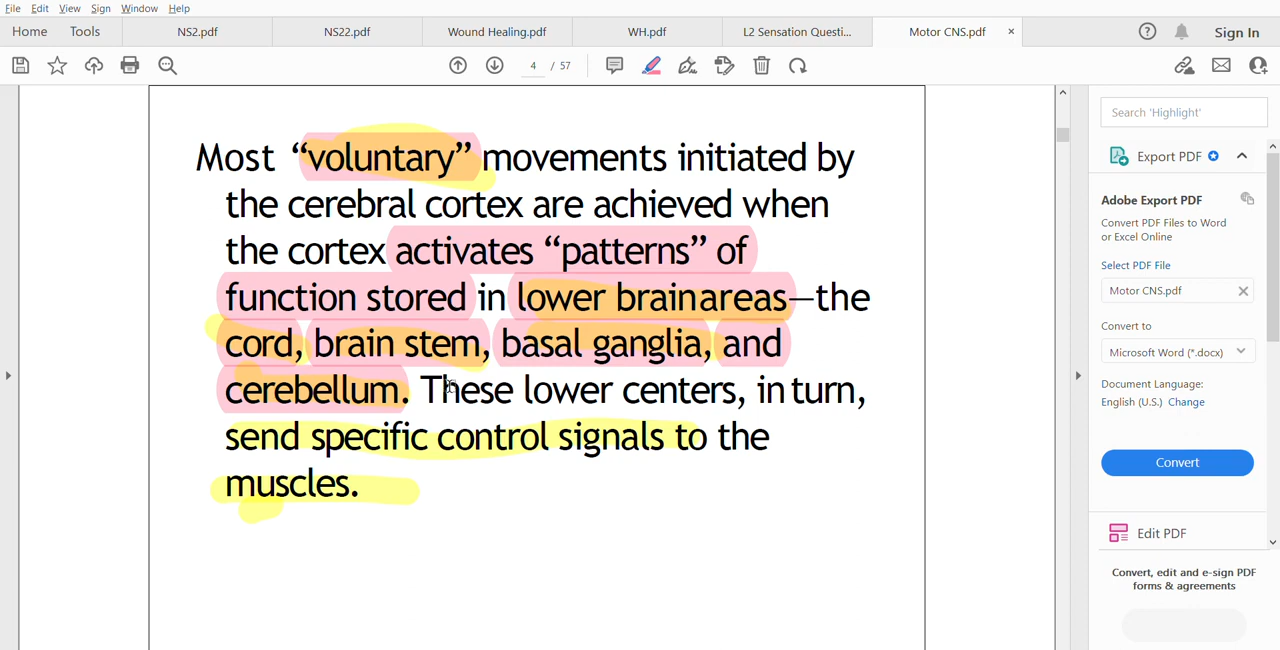 File Edit View Sign Window Help
Home Tools NS2.pdf NS22.pdf Wound Healing.pdf WH.pdf L2 Sensation Questi... Motor CNS.pdf × Sign In
4 / 57
Most “voluntary” movements initiated by
the cerebral cortex are achieved when
the cortex activates “patterns” of
function stored in lower brainareas—the
cord, brain stem, basal ganglia, and
cerebellum. These lower centers, in turn,
send specific control signals to the
muscles.
Search 'Highlight'
Export PDF
Adobe Export PDF
Convert PDF Files to Word
or Excel Online
Select PDF File
Motor CNS.pdf
Convert to
Microsoft Word (*.docx)
Document Language:
English (U.S.) Change
Convert
Edit PDF
Convert, edit and e-sign PDF
forms & agreements